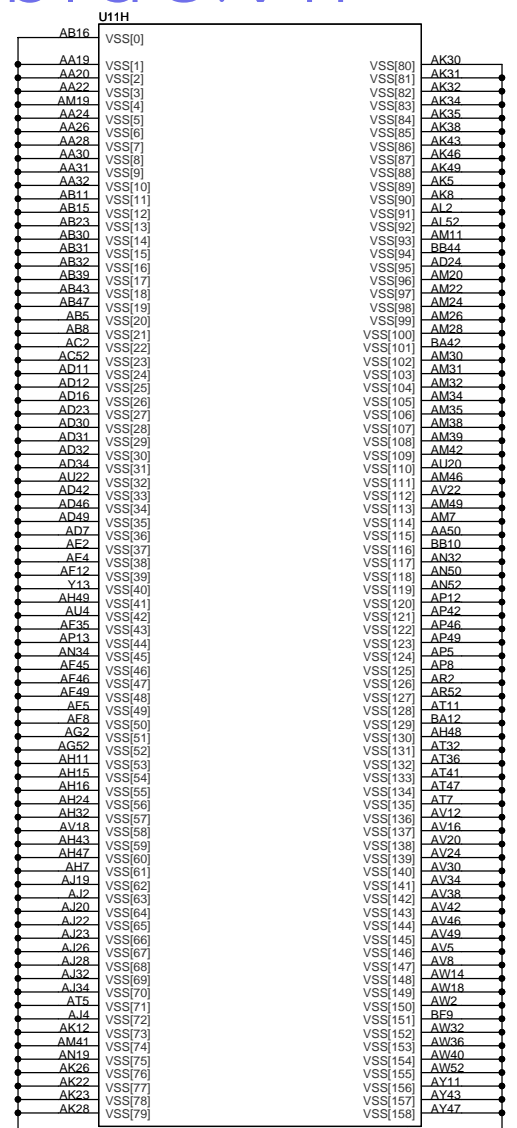 U11H
AB16 VSS[0]
AA19 VSS[1] VSS[80] AK30
AA20 VSS[2] VSS[81] AK31
AA22 VSS[3] VSS[82] AK32
AM19 VSS[4] VSS[83] AK34
AA24 VSS[5] VSS[84] AK35
AA26 VSS[6] VSS[85] AK38
AA28 VSS[7] VSS[86] AK43
AA30 VSS[8] VSS[87] AK46
AA31 VSS[9] VSS[88] AK49
AA32 VSS[10] VSS[89] AK5
AB11 VSS[11] VSS[90] AK8
AB15 VSS[12] VSS[91] AL2
AB23 VSS[13] VSS[92] AL52
AB30 VSS[14] VSS[93] AM11
AB31 VSS[15] VSS[94] BB44
AB32 VSS[16] VSS[95] AD24
AB39 VSS[17] VSS[96] AM20
AB43 VSS[18] VSS[97] AM22
AB47 VSS[19] VSS[98] AM24
AB5 VSS[20] VSS[99] AM26
AB8 VSS[21] VSS[100] AM28
AC2 VSS[22] VSS[101] BA42
AC52 VSS[23] VSS[102] AM30
AD11 VSS[24] VSS[103] AM31
AD12 VSS[25] VSS[104] AM32
AD16 VSS[26] VSS[105] AM34
AD23 VSS[27] VSS[106] AM35
AD30 VSS[28] VSS[107] AM38
AD31 VSS[29] VSS[108] AM39
AD32 VSS[30] VSS[109] AM42
AD34 VSS[31] VSS[110] AU20
AU22 VSS[32] VSS[111] AM46
AD42 VSS[33] VSS[112] AV22
AD46 VSS[34] VSS[113] AM49
AD49 VSS[35] VSS[114] AM7
AD7 VSS[36] VSS[115] AA50
AE2 VSS[37] VSS[116] BB10
AE4 VSS[38] VSS[117] AN32
AF12 VSS[39] VSS[118] AN50
Y13 VSS[40] VSS[119] AN52
AH49 VSS[41] VSS[120] AP12
AU4 VSS[42] VSS[121] AP42
AF35 VSS[43] VSS[122] AP46
AP13 VSS[44] VSS[123] AP49
AN34 VSS[45] VSS[124] AP5
AF45 VSS[46] VSS[125] AP8
AF46 VSS[47] VSS[126] AR2
AF49 VSS[48] VSS[127] AR52
AF5 VSS[49] VSS[128] AT11
AF8 VSS[50] VSS[129] BA12
AG2 VSS[51] VSS[130] AH48
AG52 VSS[52] VSS[131] AT32
AH11 VSS[53] VSS[132] AT36
AH15 VSS[54] VSS[133] AT41
AH16 VSS[55] VSS[134] AT47
AH24 VSS[56] VSS[135] AT7
AH32 VSS[57] VSS[136] AV12
AV18 VSS[58] VSS[137] AV16
AH43 VSS[59] VSS[138] AV20
AH47 VSS[60] VSS[139] AV24
AH7 VSS[61] VSS[140] AV30
AJ19 VSS[62] VSS[141] AV34
AJ2 VSS[63] VSS[142] AV38
AJ20 VSS[64] VSS[143] AV42
AJ22 VSS[65] VSS[144] AV46
AJ23 VSS[66] VSS[145] AV49
AJ26 VSS[67] VSS[146] AV5
AJ28 VSS[68] VSS[147] AV8
AJ32 VSS[69] VSS[148] AW14
AJ34 VSS[70] VSS[149] AW18
AT5 VSS[71] VSS[150] AW2
AJ4 VSS[72] VSS[151] BF9
AK12 VSS[73] VSS[152] AW32
AM41 VSS[74] VSS[153] AW36
AN19 VSS[75] VSS[154] AW40
AK26 VSS[76] VSS[155] AW52
AK22 VSS[77] VSS[156] AY11
AK23 VSS[78] VSS[157] AY43
AK28 VSS[79] VSS[158] AY47